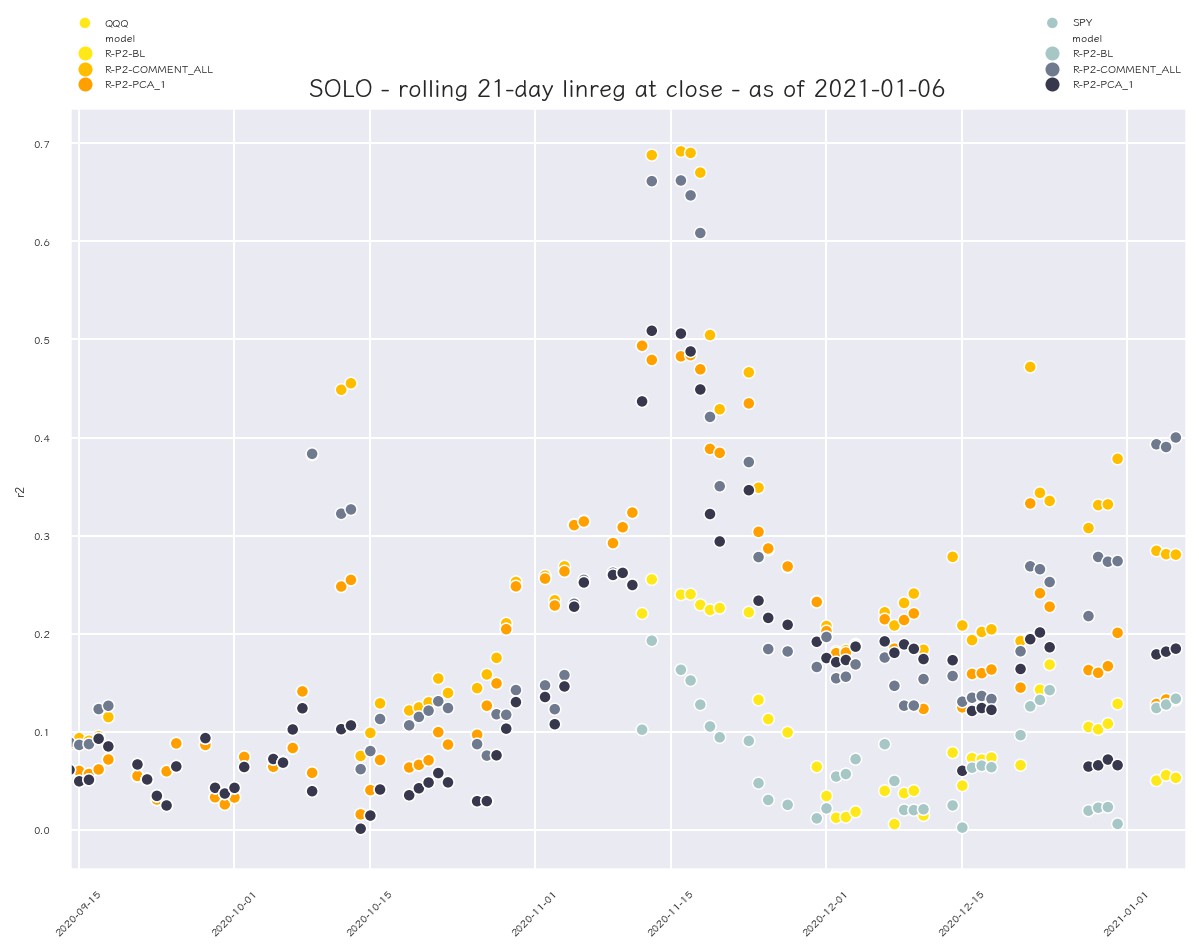 QQQ
model
R-P2-BL
R-P2-COMMENT_ALL
R-P2-PCA_1
SPY
model
R-P2-BL
R-P2-COMMENT_ALL
R-P2-PCA_1
SOLO - rolling 21-day linreg at close - as of 2021-01-06
0.7
0.6
0.5
0.4
0.3
0.2
0.1
0.0
r2
2020-09-15
2020-10-01
2020-10-15
2020-11-01
2020-11-15
2020-12-01
2020-12-15
2021-01-01